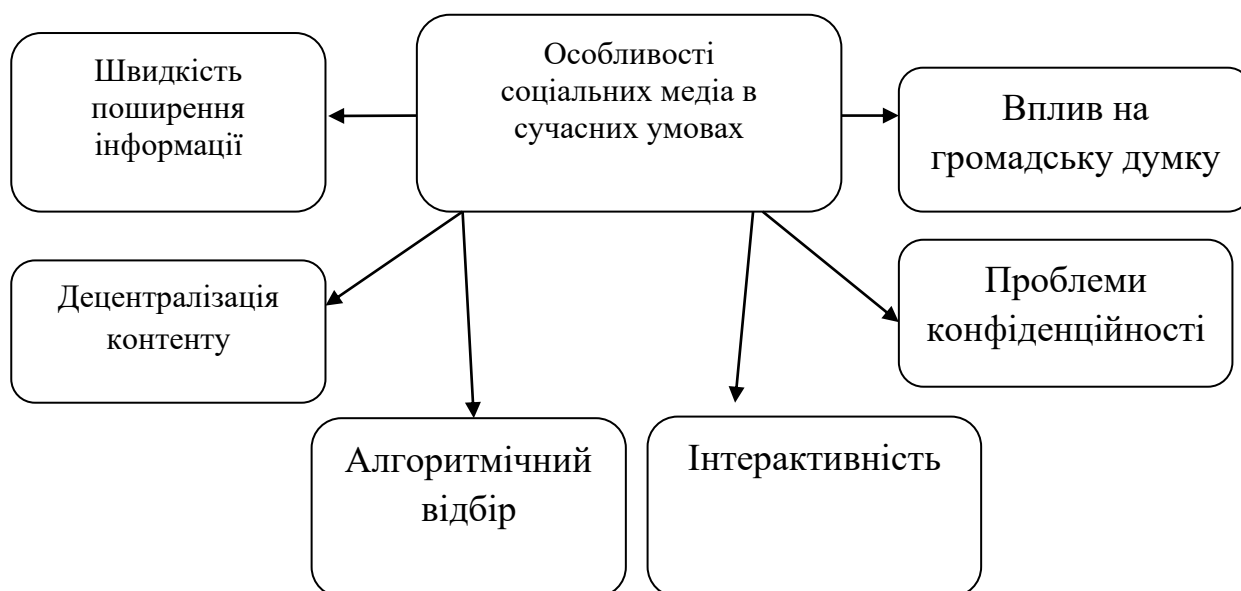 Швидкість
поширення
інформації
Особливості
соціальних медіа в
сучасних умовах
Вплив на
громадську думку
Децентралізація
контенту
Проблеми
конфіденційності
Алгоритмічний
відбір
Інтерактивність